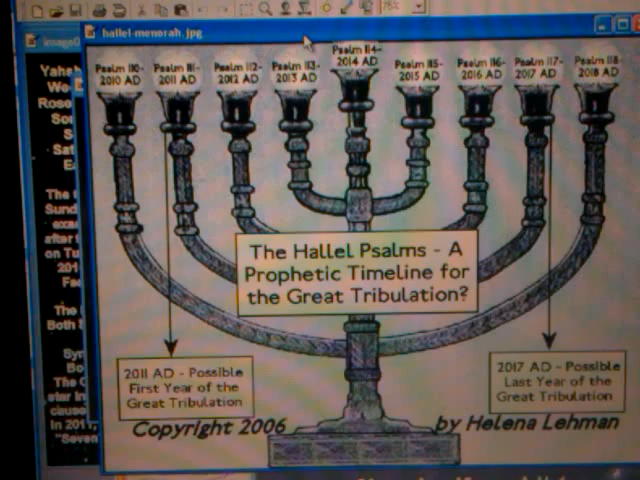 hallel-menorah.jpg
75%
Psalm 110-
2010 AD
Psalm 111-
2011 AD
Psalm 112-
2012 AD
Psalm 113-
2013 AD
Psalm 114-
2014 AD
Psalm 115-
2015 AD
Psalm 116-
2016 AD
Psalm 117-
2017 AD
Psalm 118-
2018 AD
The Hallel Psalms - A
Prophetic Timeline for
the Great Tribulation?
2011 AD - Possible
First Year of the
Great Tribulation
2017 AD - Possible
Last Year of the
Great Tribulation
Copyright 2006
by Helena Lehman